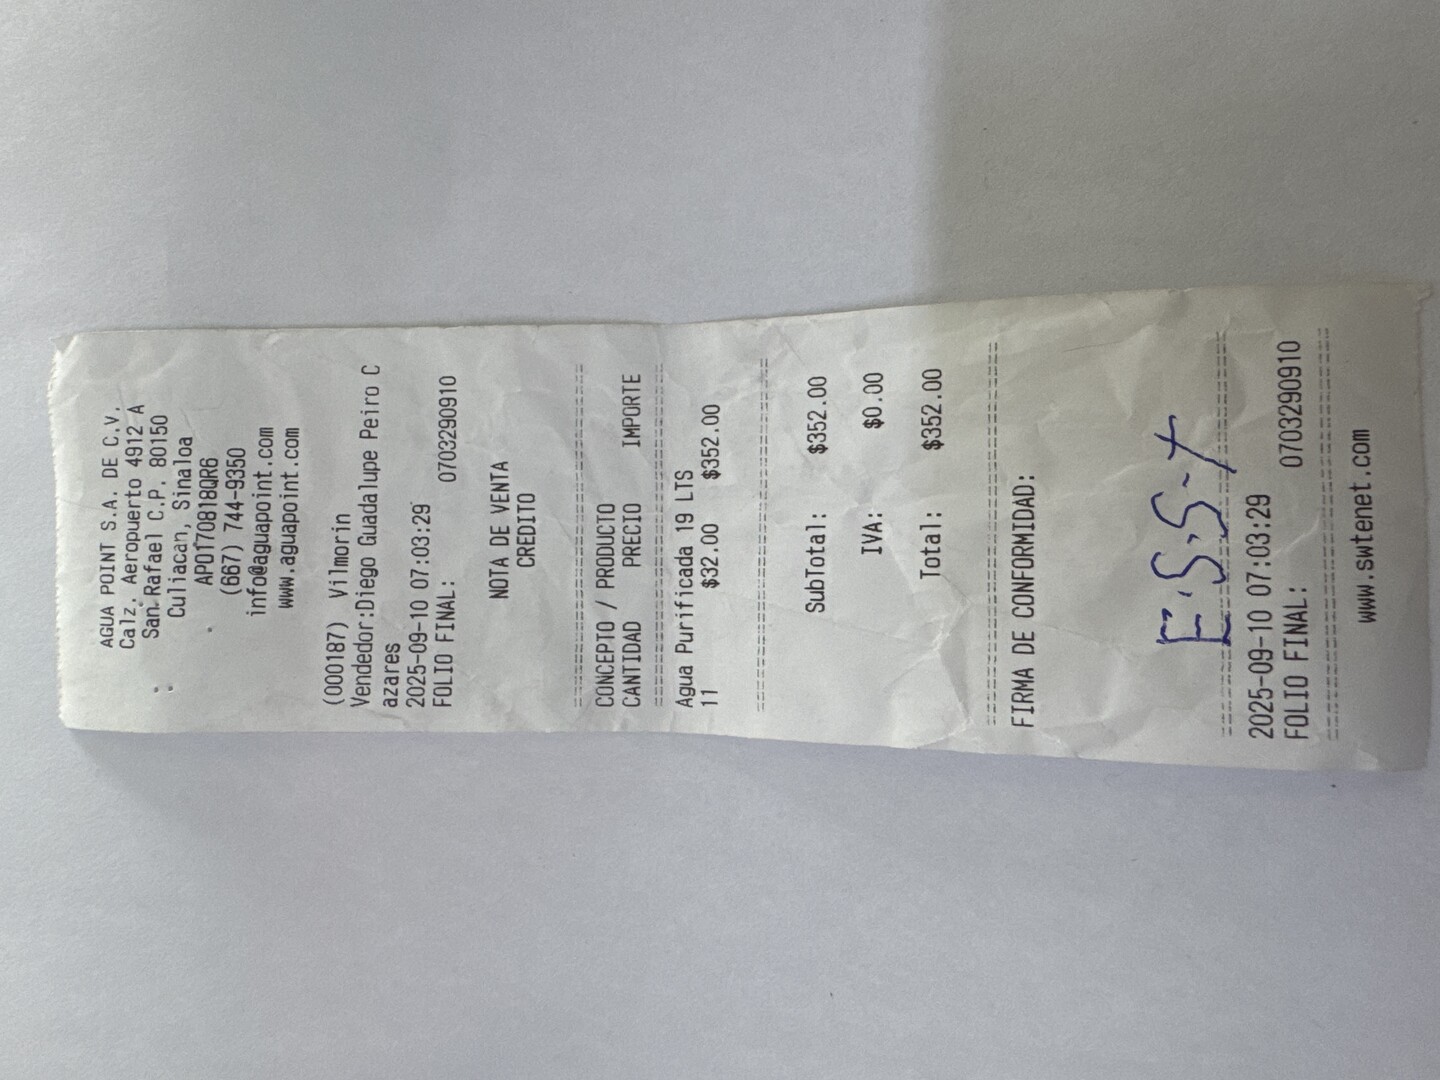 AGUA POINT S.A. DE C.V.
Calz. Aeropuerto 4912 A
San Rafael C.P. 80150
Culiacan, Sinaloa
APO170818QR6
(667) 744-9350
info@aguapoint.com
www.aguapoint.com
(000187) Vilmorin
Vendedor:Diego Guadalupe Peiro C
azares
2025-09-10 07:03:29
FOLIO FINAL: 0703290910
NOTA DE VENTA
CREDITO
CONCEPTO / PRODUCTO
CANTIDAD PRECIO IMPORTE
Agua Purificada 19 LTS
11 $32.00 $352.00
SubTotal: $352.00
IVA: $0.00
Total: $352.00
FIRMA DE CONFORMIDAD:
E.S.S.T
2025-09-10 07:03:29
FOLIO FINAL: 0703290910
www.swtenet.com